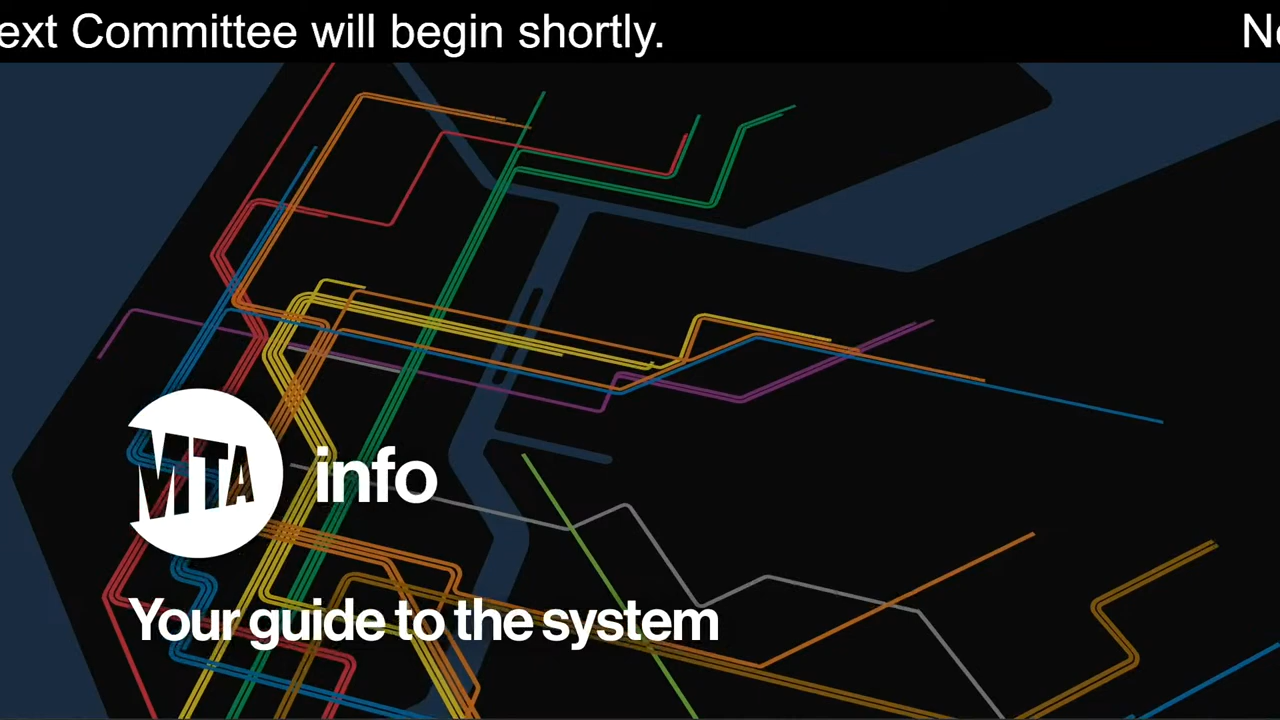 ext Committee will begin shortly. Ne
MTA info
Your guide to the system